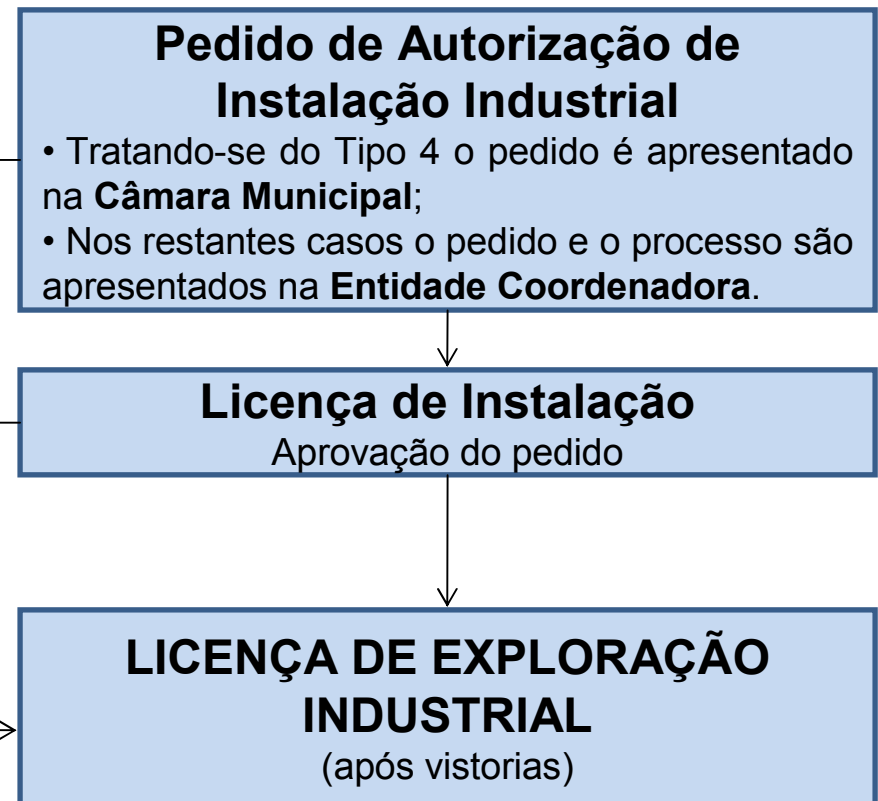 Pedido de Autorização de
Instalação Industrial
• Tratando-se do Tipo 4 o pedido é apresentado
na Câmara Municipal;
• Nos restantes casos o pedido e o processo são
apresentados na Entidade Coordenadora.
Licença de Instalação
Aprovação do pedido
LICENÇA DE EXPLORAÇÃO
INDUSTRIAL
(após vistorias)